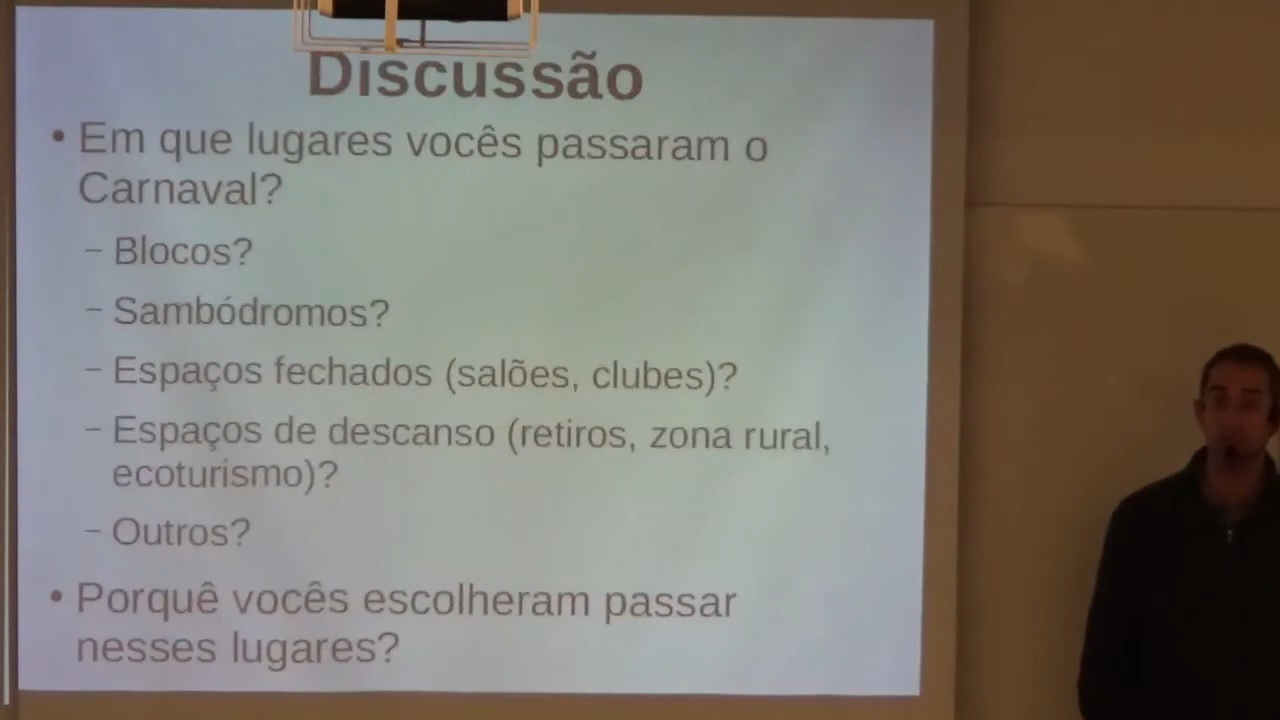 Discussão
• Em que lugares vocês passaram o
Carnaval?
– Blocos?
– Sambódromos?
– Espaços fechados (salões, clubes)?
– Espaços de descanso (retiros, zona rural,
ecoturismo)?
– Outros?
• Porquê vocês escolheram passar
nesses lugares?